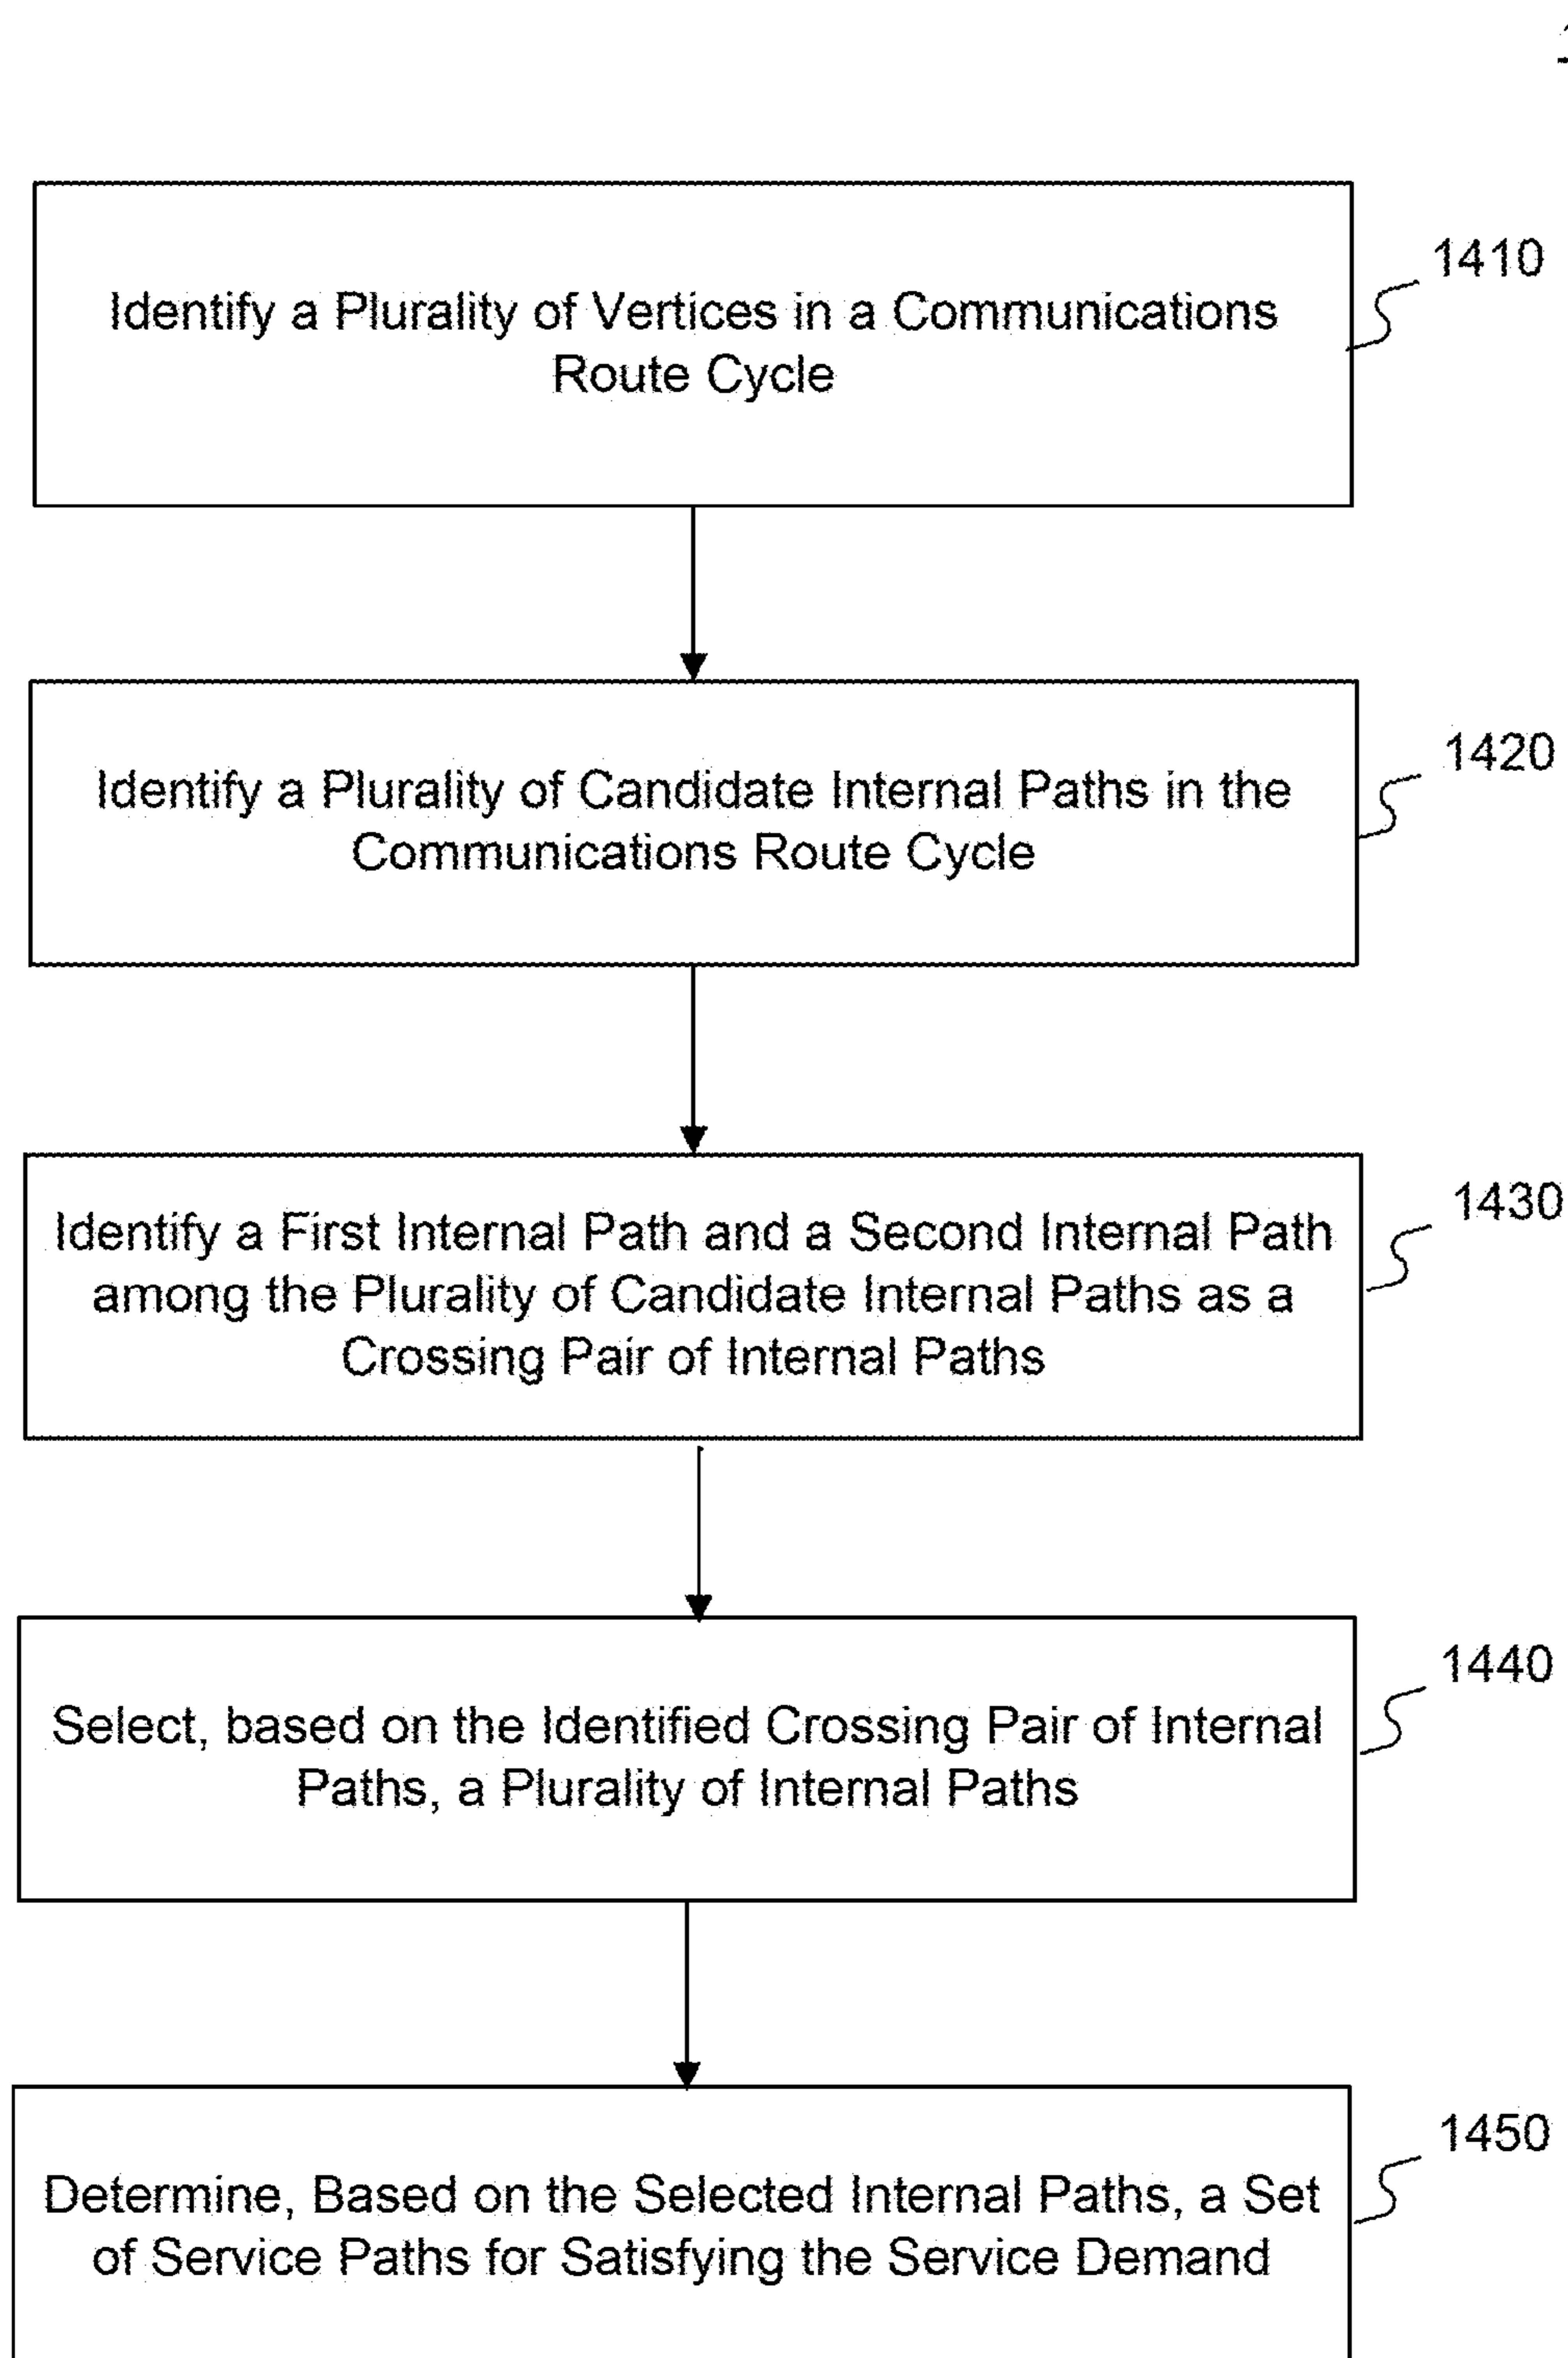 Identify a Plurality of Vertices in a Communications
Route Cycle
1410
Identify a Plurality of Candidate Internal Paths in the
Communications Route Cycle
1420
Identify a First Internal Path and a Second Internal Path
among the Plurality of Candidate Internal Paths as a
Crossing Pair of Internal Paths
1430
Select, based on the Identified Crossing Pair of Internal
Paths, a Plurality of Internal Paths
1440
Determine, Based on the Selected Internal Paths, a Set
of Service Paths for Satisfying the Service Demand
1450